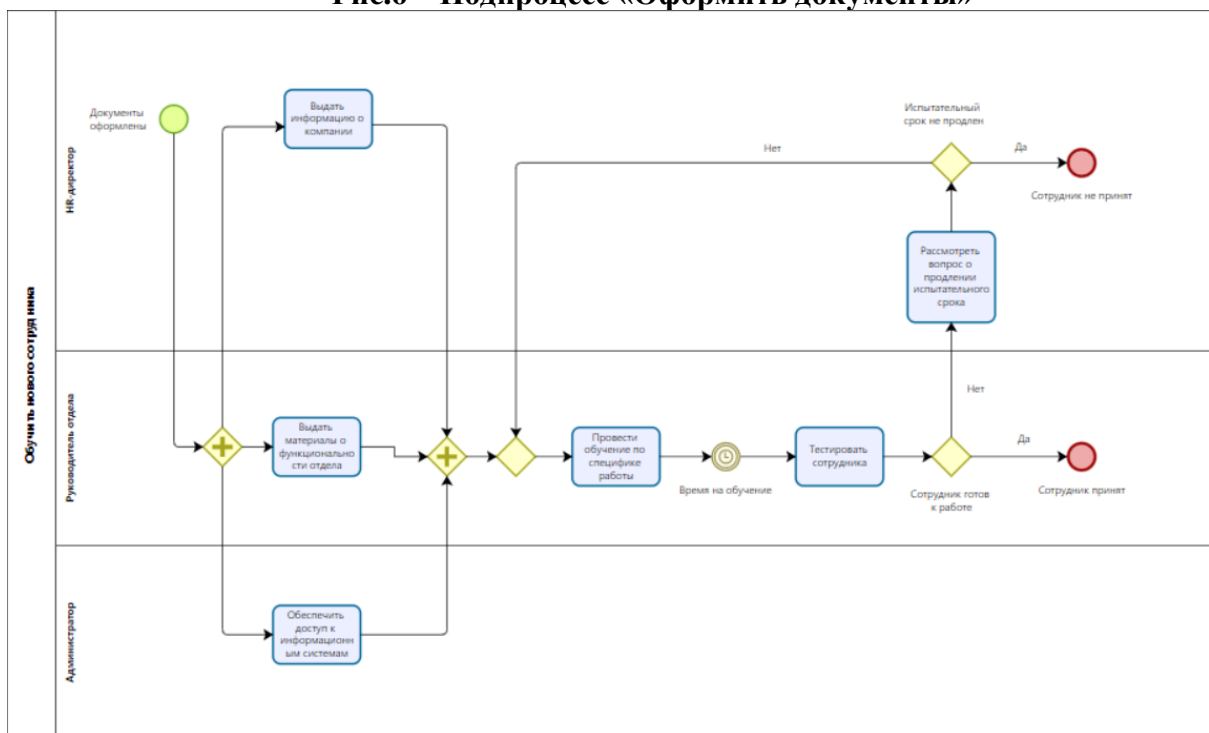 Рис.6 – Подпроцесс «Оформить документы»
Обучить нового сотрудника
HR-директор
Документы
оформлены
Выдать
информацию о
компании
Нет
Испытательный
срок не продлен
Да
Сотрудник не принят
Рассмотреть
вопрос о
продлении
испытательного
срока
Руководитель отдела
Выдать
материалы о
функционально
сти отдела
Провести
обучение по
специфике
работы
Время на обучение
Тестировать
сотрудника
Нет
Да
Сотрудник готов
к работе
Сотрудник принят
Администратор
Обеспечить
доступ к
информационн
ым системам